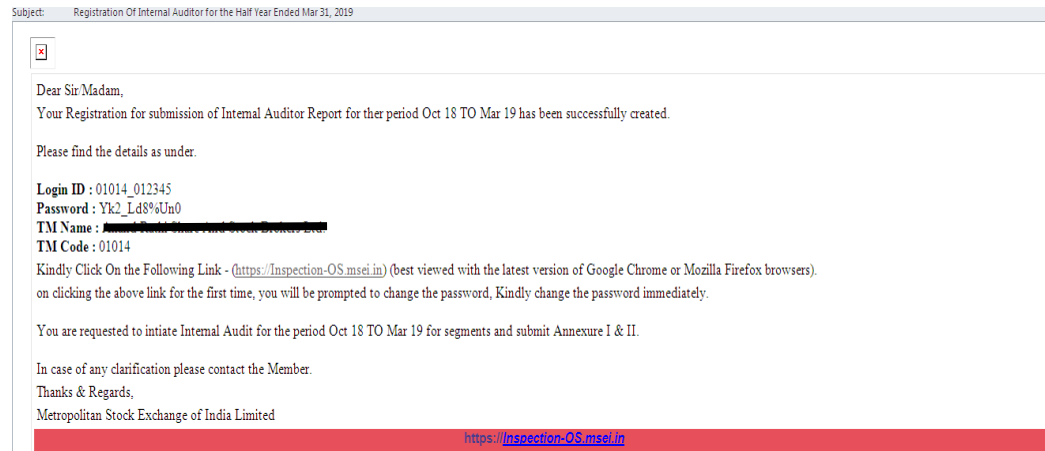 Subject: Registration Of Internal Auditor for the Half Year Ended Mar 31, 2019
Dear Sir/Madam,
Your Registration for submission of Internal Auditor Report for ther period Oct 18 TO Mar 19 has been successfully created.
Please find the details as under.
Login ID : 01014_012345
Password : Yk2_Ld8%Un0
TM Name :
TM Code : 01014
Kindly Click On the Following Link - (https://Inspection-OS.msei.in) (best viewed with the latest version of Google Chrome or Mozilla Firefox browsers).
on clicking the above link for the first time, you will be prompted to change the password, Kindly change the password immediately.
You are requested to intiate Internal Audit for the period Oct 18 TO Mar 19 for segments and submit Annexure I & II.
In case of any clarification please contact the Member.
Thanks & Regards,
Metropolitan Stock Exchange of India Limited
https://Inspection-OS.msei.in